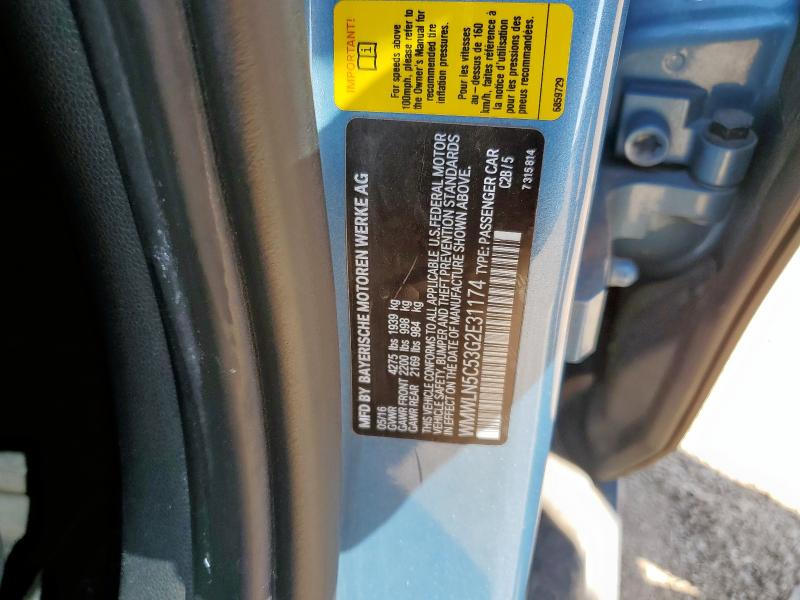 IMPORTANT!
For speeds above
100mph, please refer to
the Owner's Manual for
recommended tire
inflation pressures.
Pour les vitesses
au-dessus de 160
km/h, faites référence à
la notice d'utilisation
pour les pressions des
pneus recommandées.
6859729
MFD BY BAYERISCHE MOTOREN WERKE AG
05/16
GVWR 4275 lbs 1939 kg
GAWR FRONT 2200 lbs 998 kg
GAWR REAR 2169 lbs 984 kg
THIS VEHICLE CONFORMS TO ALL APPLICABLE U.S.FEDERAL MOTOR
VEHICLE SAFETY, BUMPER AND THEFT PREVENTION STANDARDS
IN EFFECT ON THE DATE OF MANUFACTURE SHOWN ABOVE.
WMWLN5C53G2E31174 TYPE: PASSENGER CAR
C2B / 5
7 315 814